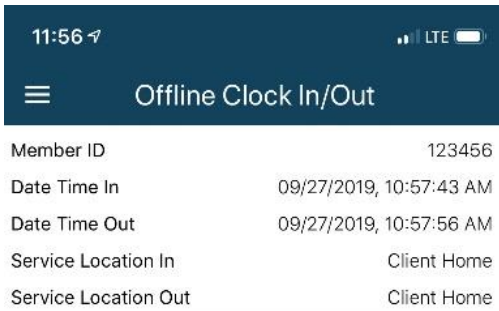 11:56 LTE
Offline Clock In/Out
Member ID 123456
Date Time In 09/27/2019, 10:57:43 AM
Date Time Out 09/27/2019, 10:57:56 AM
Service Location In Client Home
Service Location Out Client Home